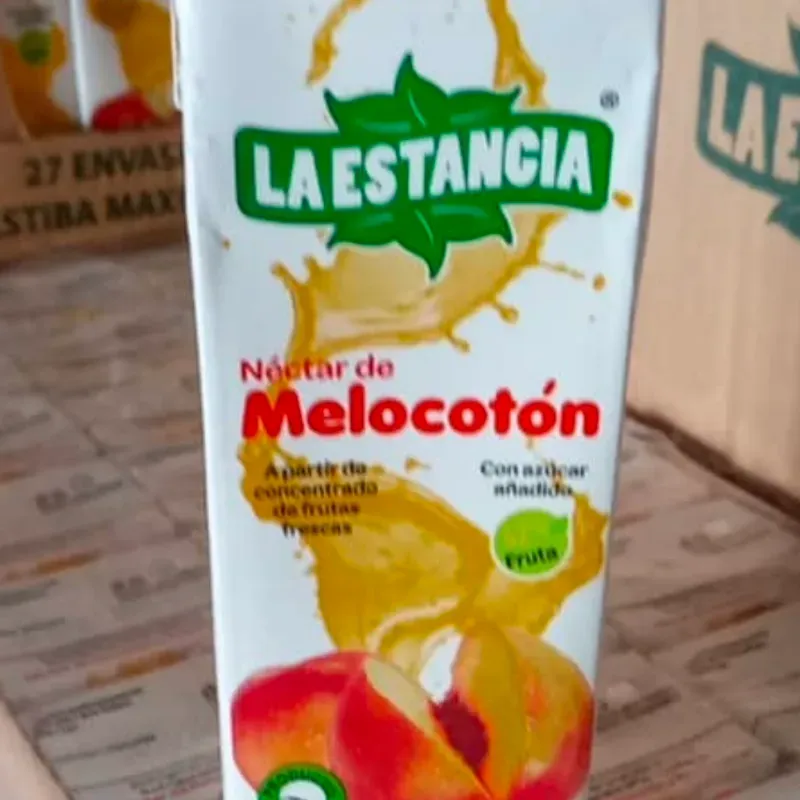 LA ESTANCIA
®
Néctar de
Melocotón
A partir de
concentrado
de frutas
frescas
Con azúcar
añadido
Fruta
27 ENVAS
STIBA MAX
LA E